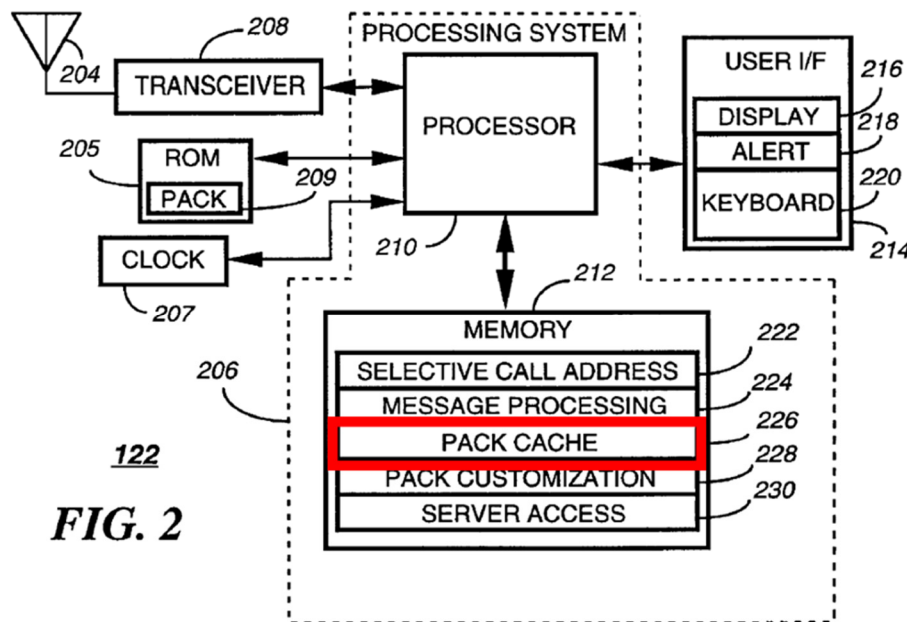 204
208
TRANSCEIVER
PROCESSING SYSTEM
PROCESSOR
210
USER I/F
DISPLAY
216
ALERT
218
KEYBOARD
220
214
205
ROM
209
PACK
CLOCK
207
212
MEMORY
SELECTIVE CALL ADDRESS
222
MESSAGE PROCESSING
224
PACK CACHE
226
PACK CUSTOMIZATION
228
SERVER ACCESS
230
206
122
FIG. 2